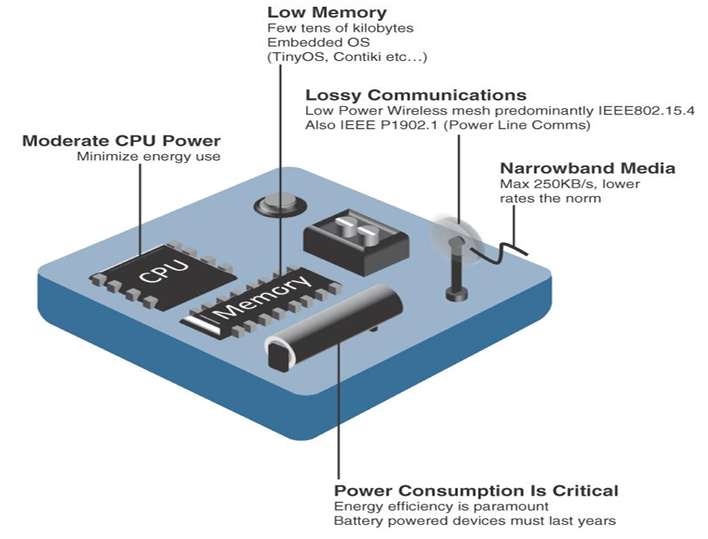 Low Memory
Few tens of kilobytes
Embedded OS
(TinyOS, Contiki etc...)
Lossy Communications
Low Power Wireless mesh predominantly IEEE802.15.4
Also IEEE P1902.1 (Power Line Comms)
Moderate CPU Power
Minimize energy use
Narrowband Media
Max 250KB/s, lower
rates the norm
CPU
Memory
Power Consumption Is Critical
Energy efficiency is paramount
Battery powered devices must last years